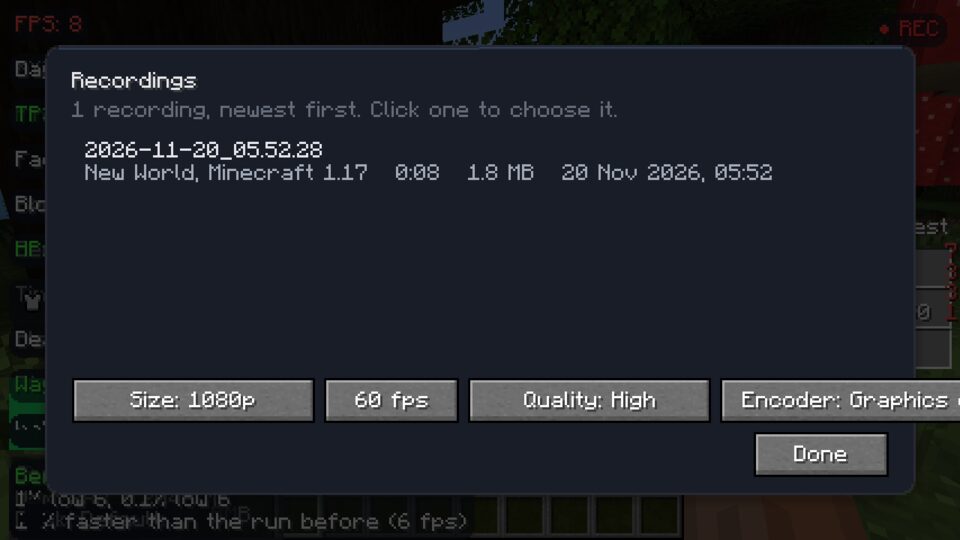 FPS: 8
REC
Recordings
1 recording, newest first. Click one to choose it.
2026-11-20_05.52.28
New World, Minecraft 1.17 0:08 1.8 MB 20 Nov 2026, 05:52
Size: 1080p
60 fps
Quality: High
Encoder: Graphics
Done
faster than the run before (6 fps)